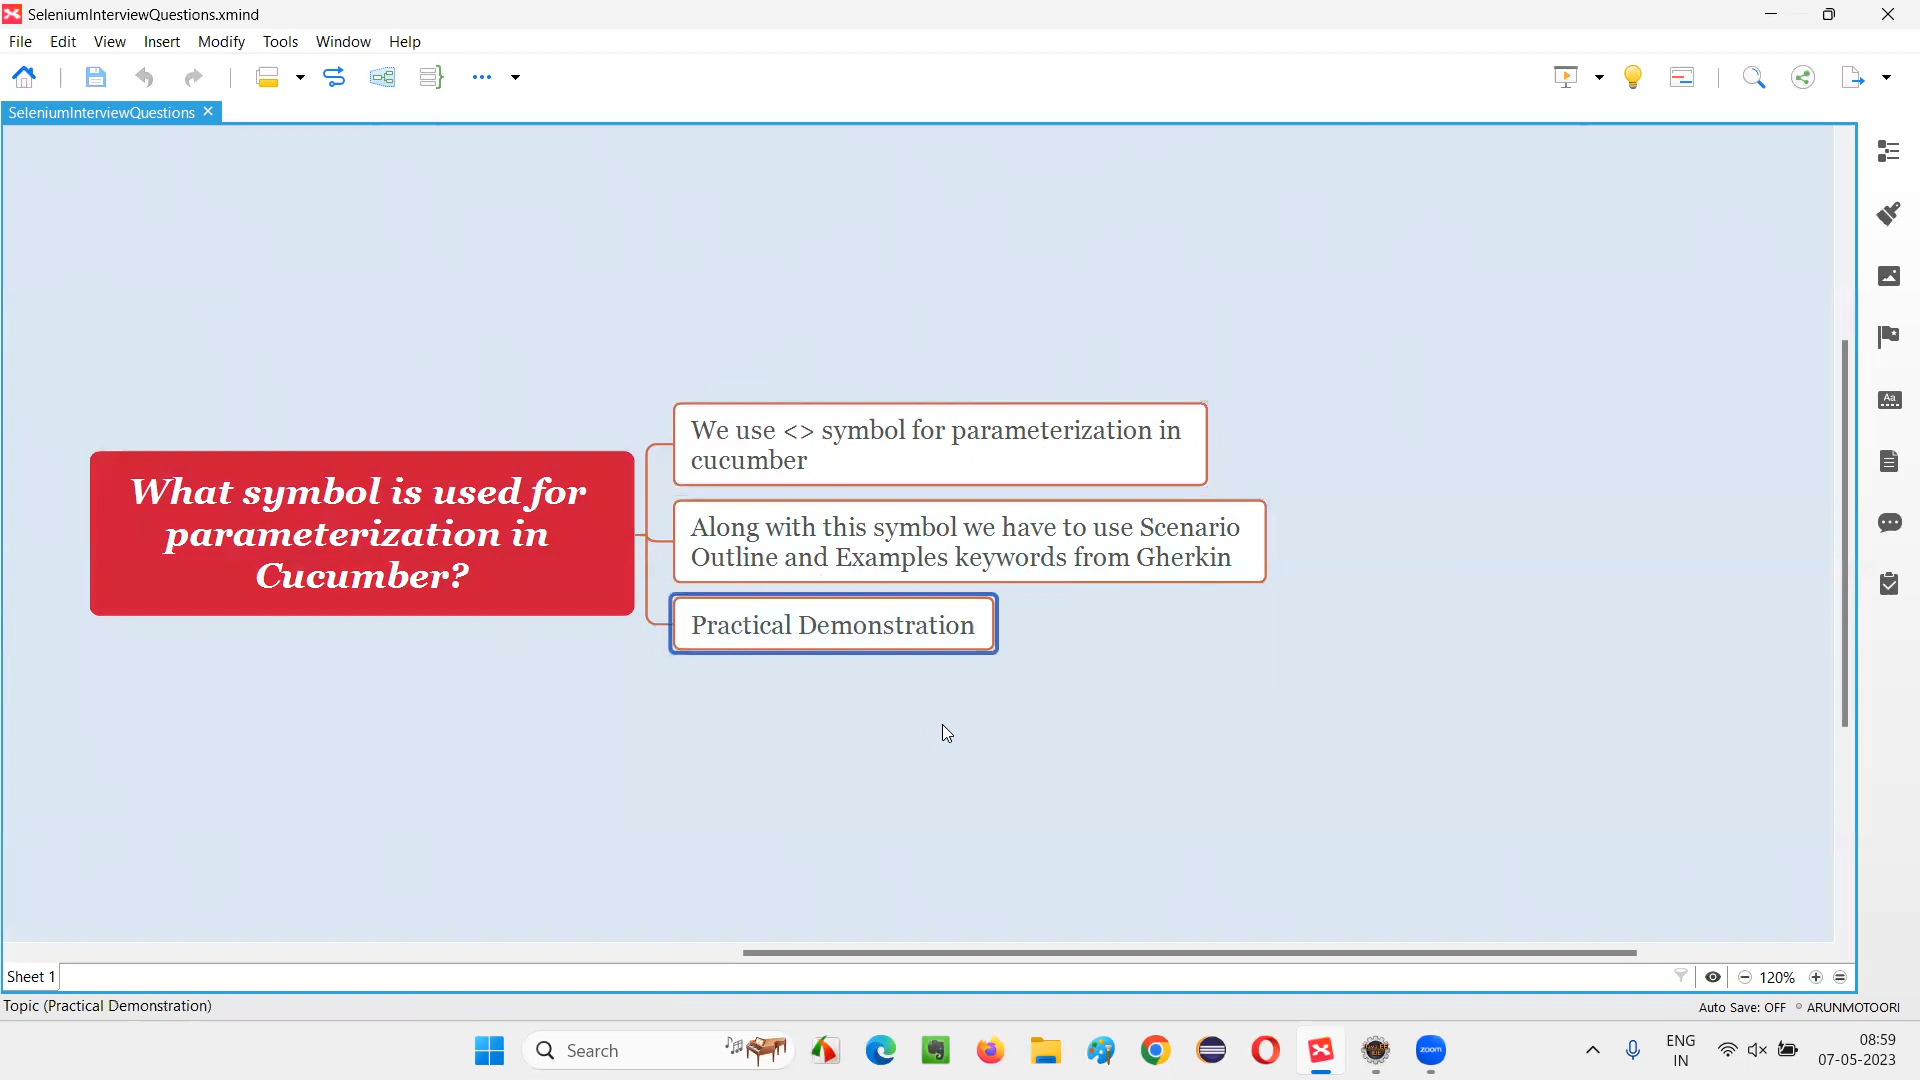 SeleniumInterviewQuestions.xmind
File Edit View Insert Modify Tools Window Help
SeleniumInterviewQuestions
What symbol is used for
parameterization in
Cucumber?
We use <> symbol for parameterization in
cucumber
Along with this symbol we have to use Scenario
Outline and Examples keywords from Gherkin
Practical Demonstration
Aa
Sheet 1
120%
Topic (Practical Demonstration)
Auto Save: OFF ARUNMOTOORI
Search
zoom
ENG
IN
08:59
07-05-2023